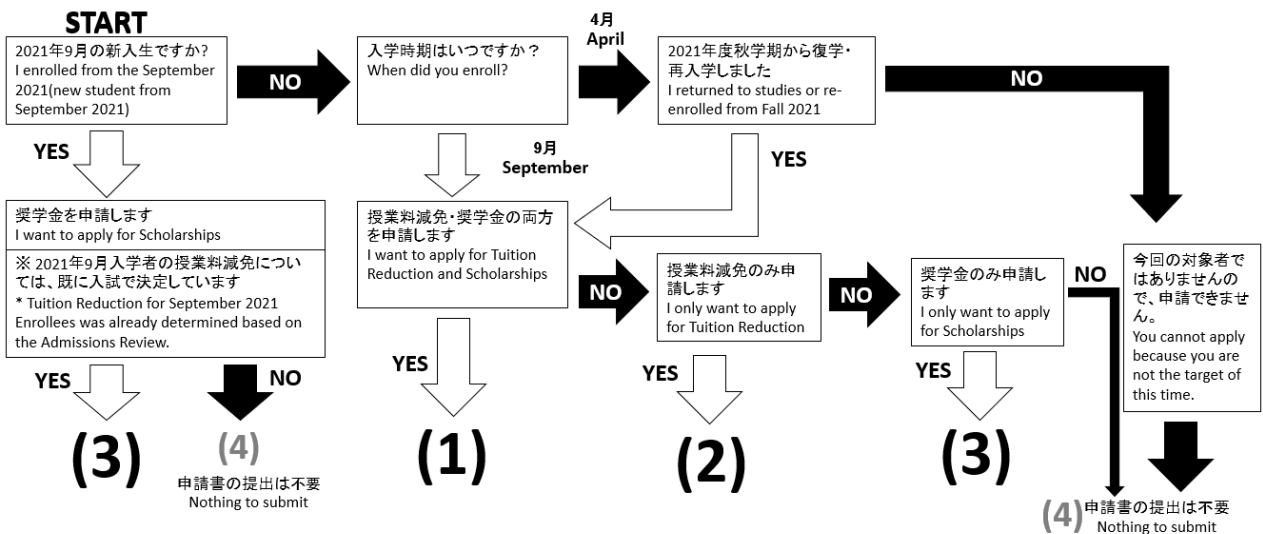 START
2021年9月の新入生ですか?
I enrolled from the September
2021(new student from
September 2021)
NO
入学時期はいつですか？
When did you enroll?
4月
April
2021年度秋学期から復学・
再入学しました
I returned to studies or re-
enrolled from Fall 2021
NO
YES
9月
September
YES
奨学金を申請します
I want to apply for Scholarships
※ 2021年9月入学者の授業料減免につい
ては、既に入試で決定しています
* Tuition Reduction for September 2021
Enrollees was already determined based on
the Admissions Review.
授業料減免・奨学金の両方
を申請します
I want to apply for Tuition
Reduction and Scholarships
NO
授業料減免のみ申
請します
I only want to apply
for Tuition Reduction
NO
奨学金のみ申請し
ます
I only want to apply
for Scholarships
NO
今回の対象者で
はありませんの
で、申請できませ
ん。
You cannot apply
because you are
not the target of
this time.
YES
NO
YES
YES
YES
(3)
(4)
申請書の提出は不要
Nothing to submit
(1)
(2)
(3)
(4) 申請書の提出は不要
Nothing to submit